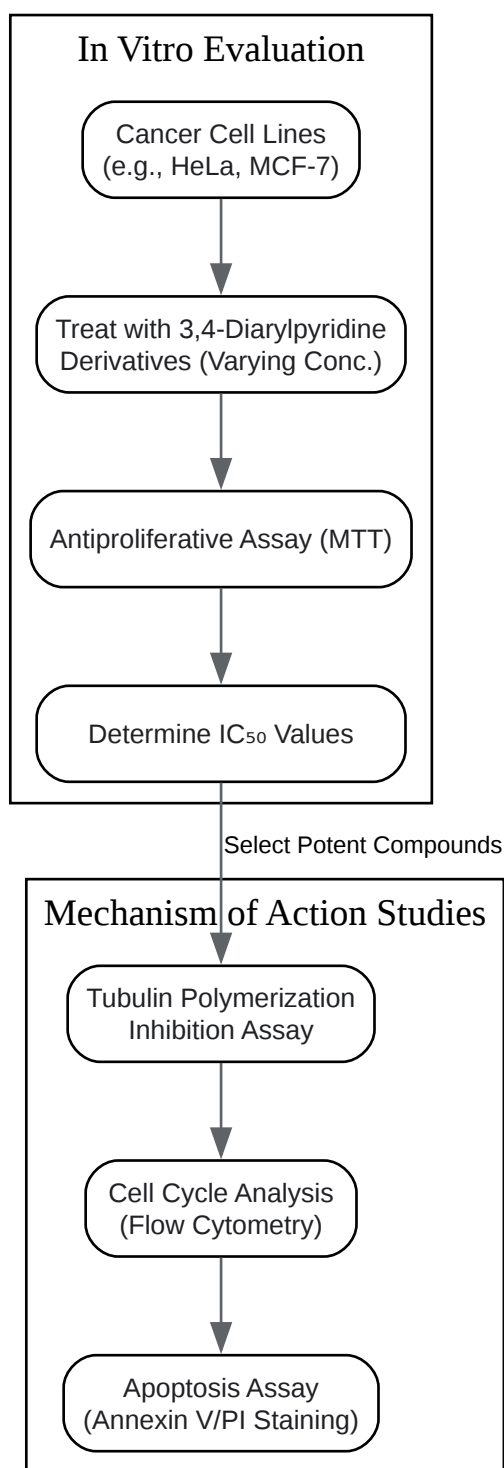 In Vitro Evaluation
Cancer Cell Lines
(e.g., HeLa, MCF-7)
Treat with 3,4-Diarylpyridine
Derivatives (Varying Conc.)
Antiproliferative Assay (MTT)
Determine IC₅₀ Values
Select Potent Compounds
Mechanism of Action Studies
Tubulin Polymerization
Inhibition Assay
Cell Cycle Analysis
(Flow Cytometry)
Apoptosis Assay
(Annexin V/PI Staining)